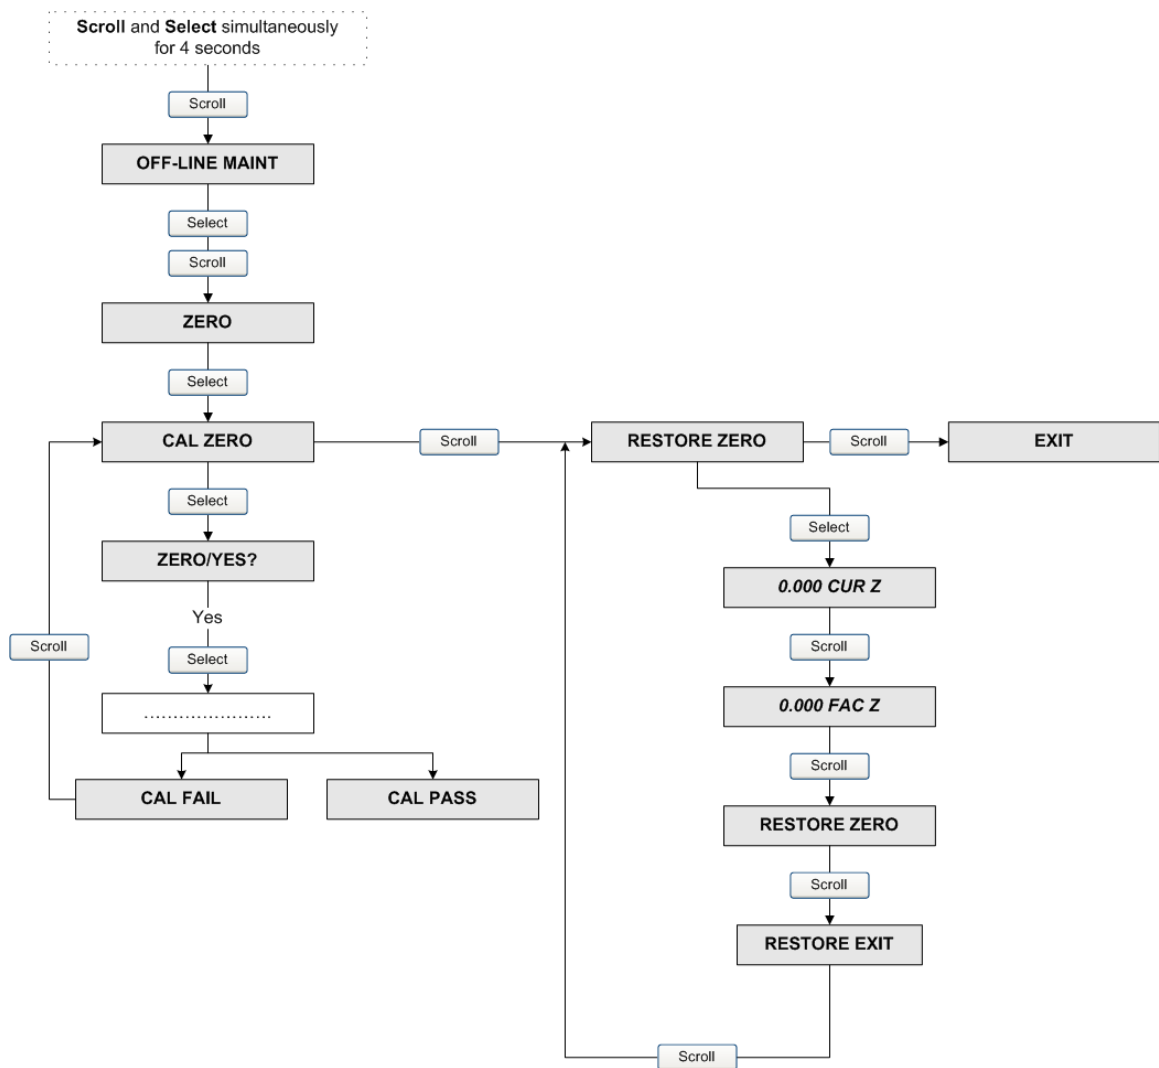 Scroll and Select simultaneously
for 4 seconds
Scroll
OFF-LINE MAINT
Select
Scroll
ZERO
Select
CAL ZERO
Scroll
RESTORE ZERO
Scroll
EXIT
Select
ZERO/YES?
Yes
Scroll
Select
......................
CAL FAIL
CAL PASS
Select
0.000 CUR Z
Scroll
0.000 FAC Z
Scroll
RESTORE ZERO
Scroll
RESTORE EXIT
Scroll